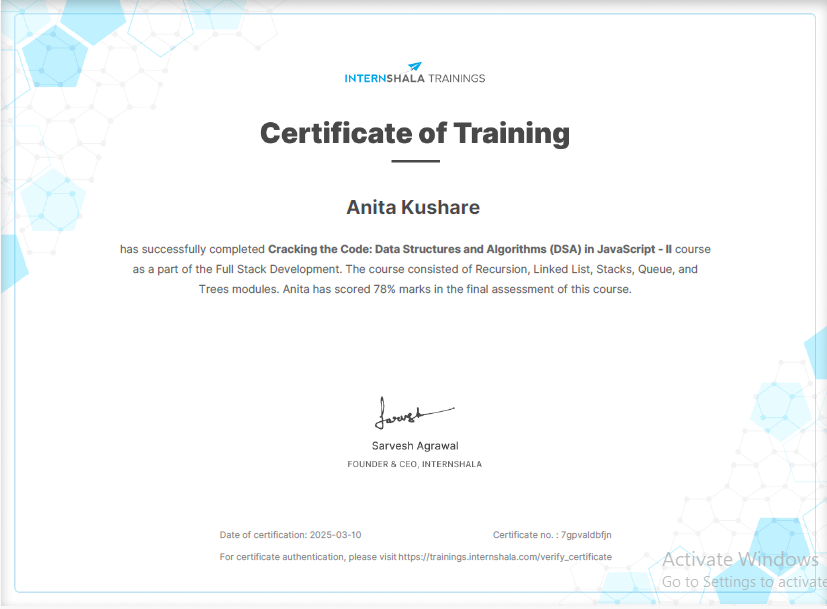 INTERNSHALA TRAININGS
Certificate of Training
Anita Kushare
has successfully completed Cracking the Code: Data Structures and Algorithms (DSA) in JavaScript - II course
as a part of the Full Stack Development. The course consisted of Recursion, Linked List, Stacks, Queue, and
Trees modules. Anita has scored 78% marks in the final assessment of this course.
Sarvesh
Sarvesh Agrawal
FOUNDER & CEO, INTERNSHALA
Date of certification: 2025-03-10
Certificate no. : 7gpvaldbfjn
For certificate authentication, please visit https://trainings.internshala.com/verify_certificate
Activate Windows
Go to Settings to activate